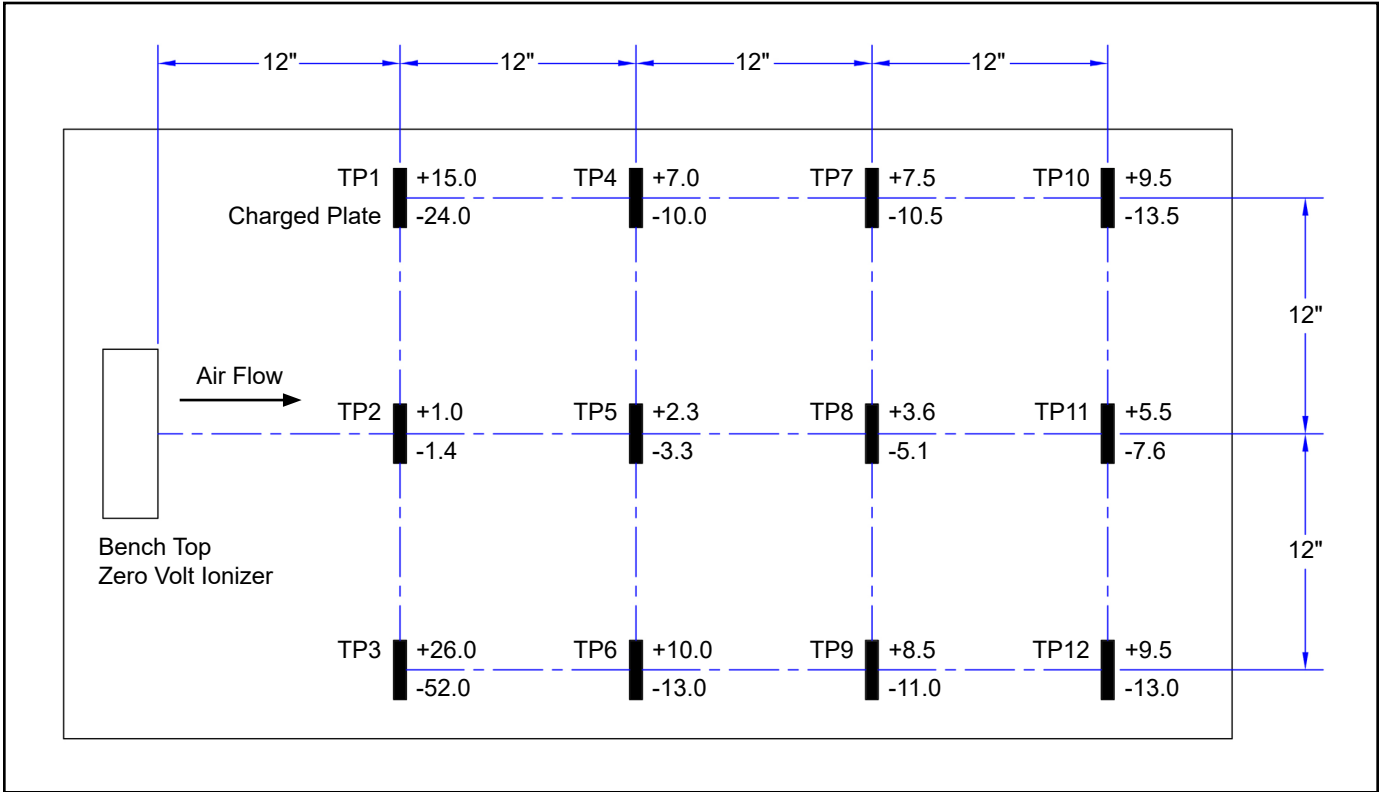 12" 12" 12" 12"
TP1 +15.0 TP4 +7.0 TP7 +7.5 TP10 +9.5
Charged Plate -24.0 -10.0 -10.5 -13.5
12"
Air Flow
TP2 +1.0 TP5 +2.3 TP8 +3.6 TP11 +5.5
-1.4 -3.3 -5.1 -7.6
Bench Top
12"
Zero Volt Ionizer
TP3 +26.0 TP6 +10.0 TP9 +8.5 TP12 +9.5
-52.0 -13.0 -11.0 -13.0